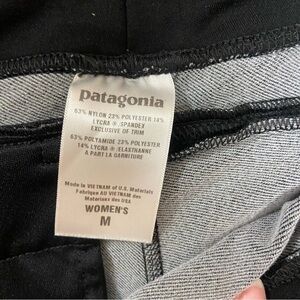 patagonia
63% NYLON 23% POLYESTER 14%
LYCRA ® SPANDEX
EXCLUSIVE OF TRIM
63% POLYAMIDE 23% POLYESTER
14% LYCRA ® ELASTHANNE
A PART LA GARNITURE
Made in VIETNAM of U.S. Materials
Fabriqué AU VIETNAM des
Materiaux des USA
WOMEN'S
M